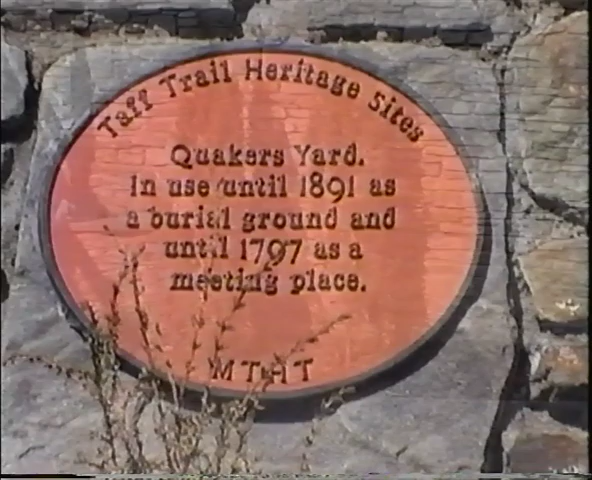 Taff Trail Heritage Sites
Quakers Yard.
In use until 1891 as
a burial ground and
until 1797 as a
meeting place.
MTHT